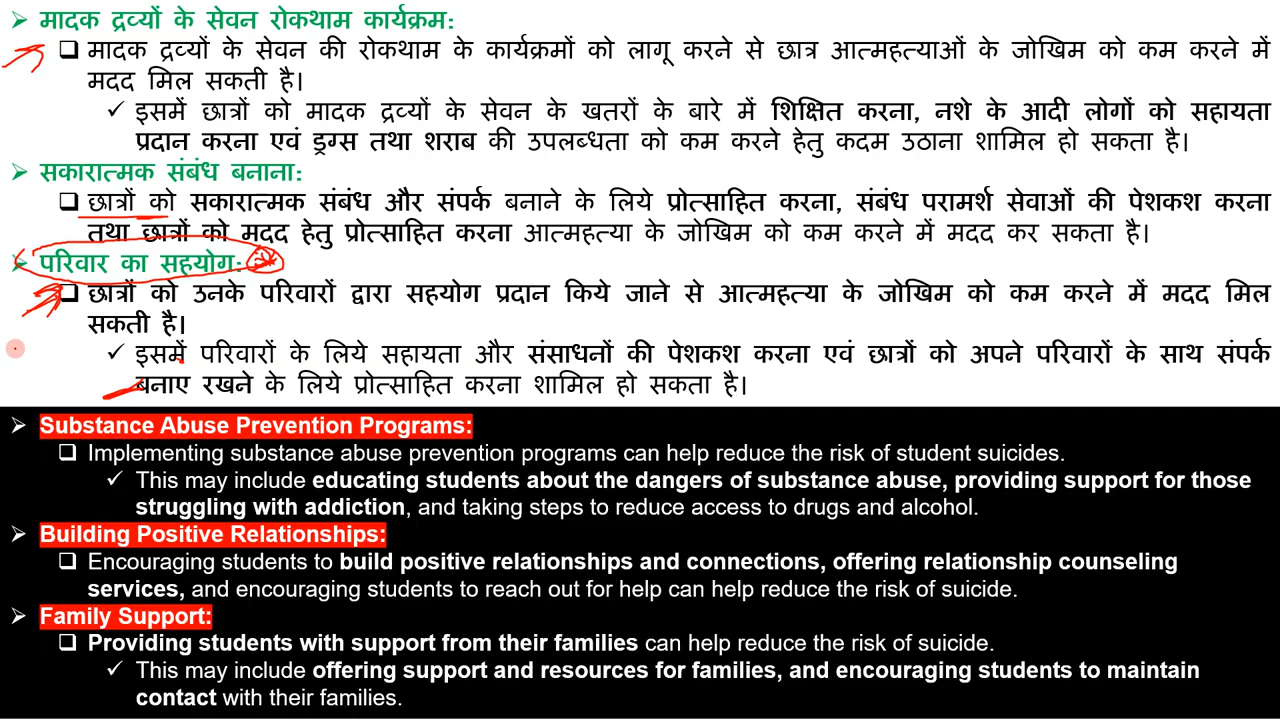 ➢ मादक द्रव्यों के सेवन रोकथाम कार्यक्रम:
❑ मादक द्रव्यों के सेवन की रोकथाम के कार्यक्रमों को लागू करने से छात्र आत्महत्याओं के जोखिम को कम करने में
मदद मिल सकती है।
✓ इसमें छात्रों को मादक द्रव्यों के सेवन के खतरों के बारे में शिक्षित करना, नशे के आदी लोगों को सहायता
प्रदान करना एवं ड्रग्स तथा शराब की उपलब्धता को कम करने हेतु कदम उठाना शामिल हो सकता है।
➢ सकारात्मक संबंध बनाना:
❑ छात्रों को सकारात्मक संबंध और संपर्क बनाने के लिये प्रोत्साहित करना, संबंध परामर्श सेवाओं की पेशकश करना
तथा छात्रों को मदद हेतु प्रोत्साहित करना आत्महत्या के जोखिम को कम करने में मदद कर सकता है।
➢ परिवार का सहयोग:
❑ छात्रों को उनके परिवारों द्वारा सहयोग प्रदान किये जाने से आत्महत्या के जोखिम को कम करने में मदद मिल
सकती है।
✓ इसमें परिवारों के लिये सहायता और संसाधनों की पेशकश करना एवं छात्रों को अपने परिवारों के साथ संपर्क
बनाए रखने के लिये प्रोत्साहित करना शामिल हो सकता है।
➢ Substance Abuse Prevention Programs:
❑ Implementing substance abuse prevention programs can help reduce the risk of student suicides.
✓ This may include educating students about the dangers of substance abuse, providing support for those
struggling with addiction, and taking steps to reduce access to drugs and alcohol.
➢ Building Positive Relationships:
❑ Encouraging students to build positive relationships and connections, offering relationship counseling
services, and encouraging students to reach out for help can help reduce the risk of suicide.
➢ Family Support:
❑ Providing students with support from their families can help reduce the risk of suicide.
✓ This may include offering support and resources for families, and encouraging students to maintain
contact with their families.